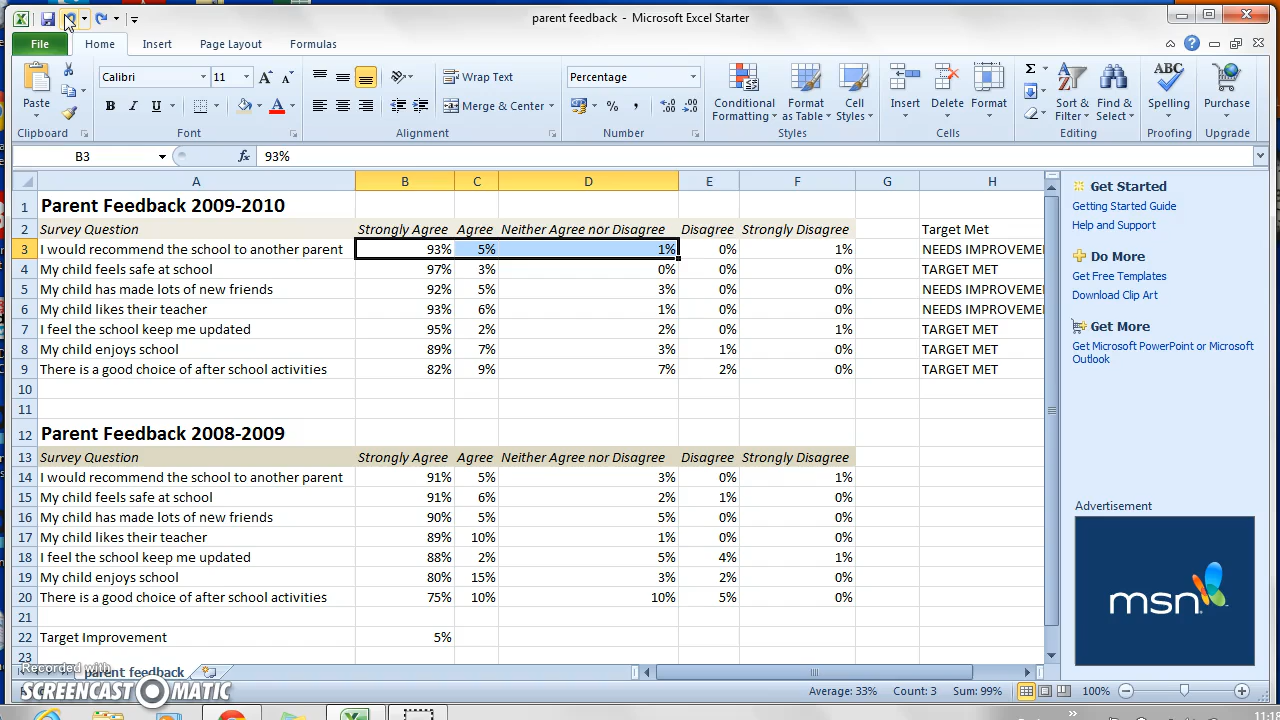 parent feedback - Microsoft Excel Starter
File Home Insert Page Layout Formulas
Calibri 11 Wrap Text Percentage
Paste B I U A Merge & Center % , Conditional Formatting Format as Table Cell Styles Insert Delete Format Σ Sort & Filter Find & Select ABC Spelling Purchase
Clipboard Font Alignment Number Styles Cells Editing Proofing Upgrade
B3 fx 93%
A B C D E F G H
1 Parent Feedback 2009-2010
2 Survey Question Strongly Agree Agree Neither Agree nor Disagree Disagree Strongly Disagree Target Met
3 I would recommend the school to another parent 93% 5% 1% 0% 1% NEEDS IMPROVEME
4 My child feels safe at school 97% 3% 0% 0% 0% TARGET MET
5 My child has made lots of new friends 92% 5% 3% 0% 0% NEEDS IMPROVEME
6 My child likes their teacher 93% 6% 1% 0% 0% NEEDS IMPROVEME
7 I feel the school keep me updated 95% 2% 2% 0% 1% TARGET MET
8 My child enjoys school 89% 7% 3% 1% 0% TARGET MET
9 There is a good choice of after school activities 82% 9% 7% 2% 0% TARGET MET
10
11
12 Parent Feedback 2008-2009
13 Survey Question Strongly Agree Agree Neither Agree nor Disagree Disagree Strongly Disagree
14 I would recommend the school to another parent 91% 5% 3% 0% 1%
15 My child feels safe at school 91% 6% 2% 1% 0%
16 My child has made lots of new friends 90% 5% 5% 0% 0%
17 My child likes their teacher 89% 10% 1% 0% 0%
18 I feel the school keep me updated 88% 2% 5% 4% 1%
19 My child enjoys school 80% 15% 3% 2% 0%
20 There is a good choice of after school activities 75% 10% 10% 5% 0%
21
22 Target Improvement 5%
23
Get Started
Getting Started Guide
Help and Support
Do More
Get Free Templates
Download Clip Art
Get More
Get Microsoft PowerPoint or Microsoft
Outlook
Advertisement
msn
parent feedback
Recorded with
SCREENCAST MATIC
Average: 33% Count: 3 Sum: 99% 100%